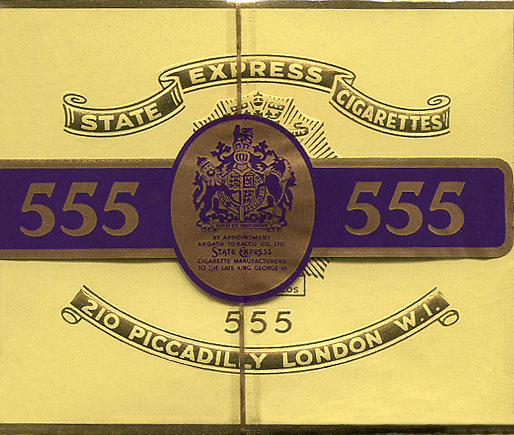 STATE EXPRESS CIGARETTES
555 555
BY APPOINTMENT
ARDATH TOBACCO CO. LTD
STATE EXPRESS
CIGARETTE MANUFACTURERS
TO THE LATE KING GEORGE VI
555
210 PICCADILLY LONDON W.I.